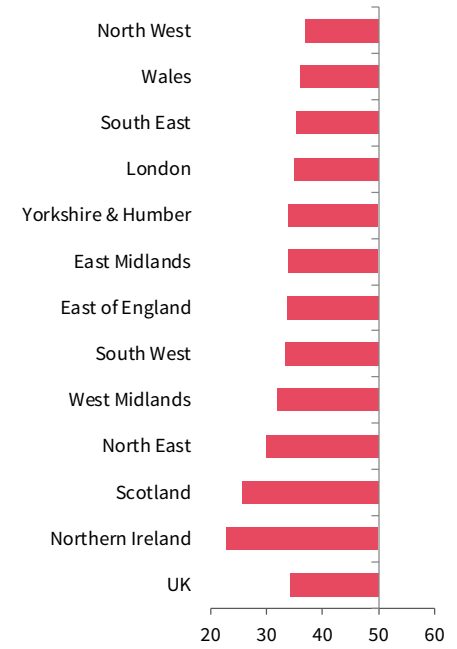 North West
Wales
South East
London
Yorkshire & Humber
East Midlands
East of England
South West
West Midlands
North East
Scotland
Northern Ireland
UK
20 30 40 50 60